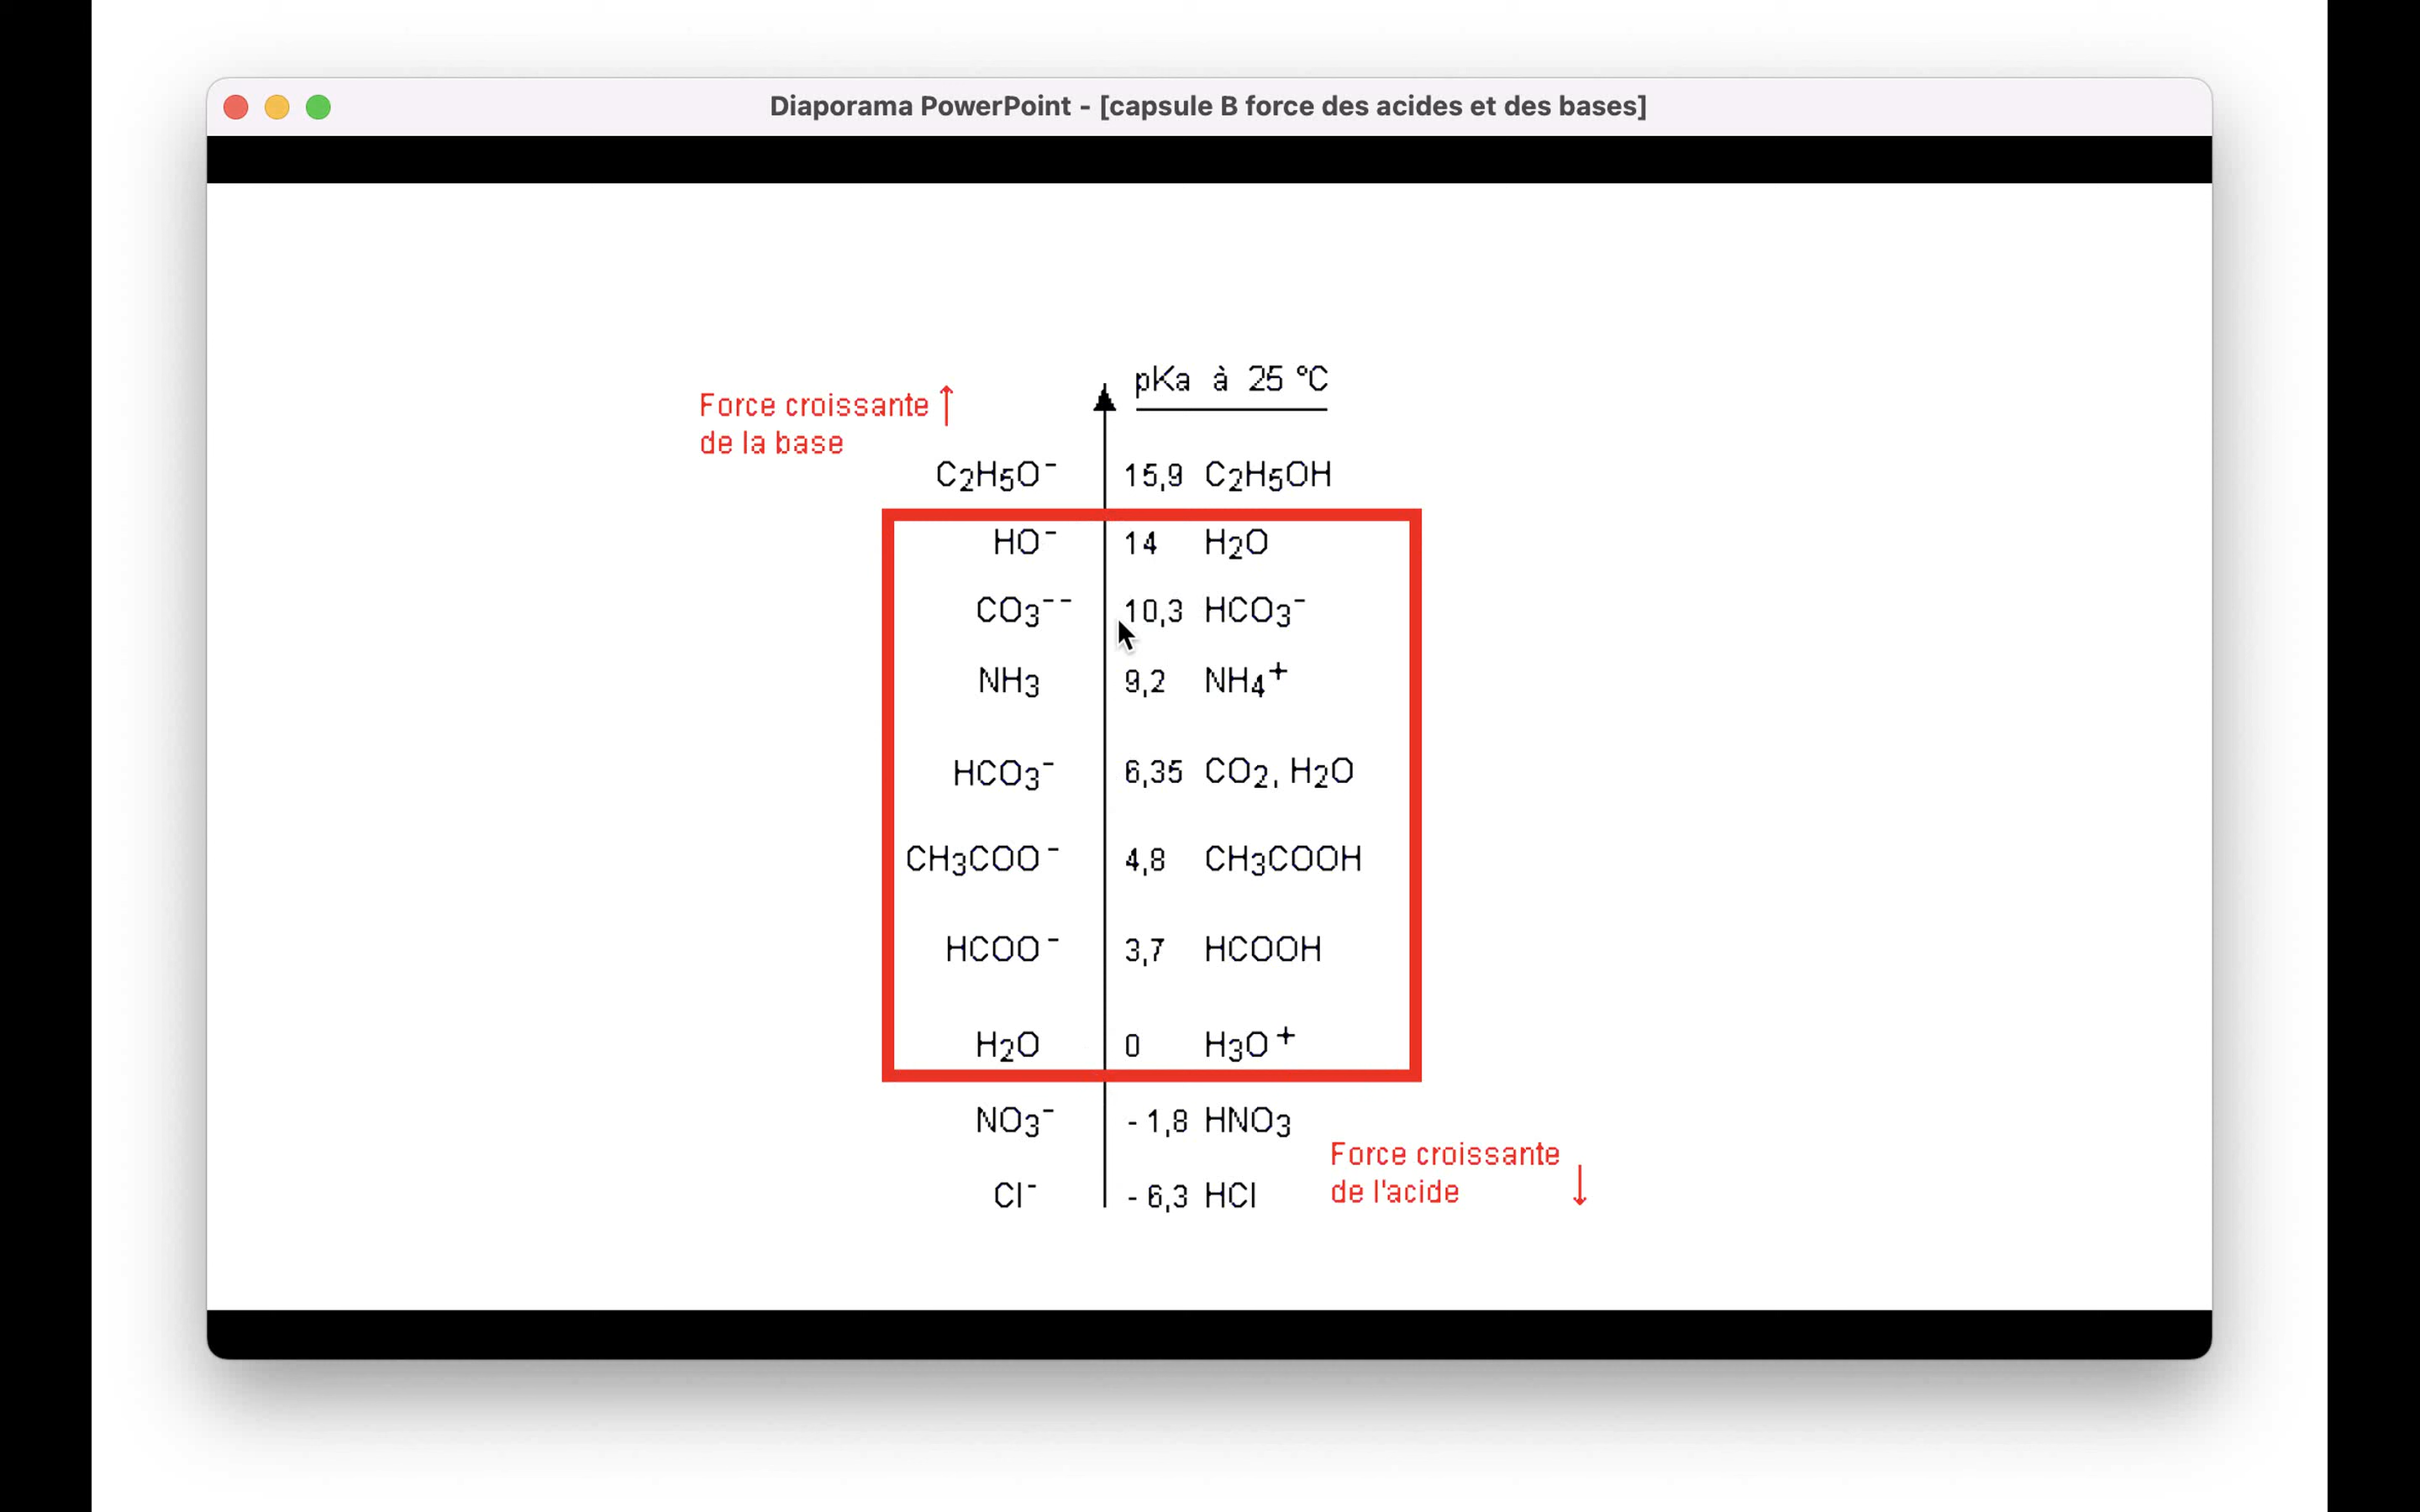 Diaporama PowerPoint - [capsule B force des acides et des bases]
pKa à 25 °C
Force croissante ↑
de la base
C₂H₅O⁻ 15,9 C₂H₅OH
HO⁻ 14 H₂O
CO₃⁻⁻ 10,3 HCO₃⁻
NH₃ 9,2 NH₄⁺
HCO₃⁻ 6,35 CO₂, H₂O
CH₃COO⁻ 4,8 CH₃COOH
HCOO⁻ 3,7 HCOOH
H₂O 0 H₃O⁺
NO₃⁻ - 1,8 HNO₃
Force croissante
de l'acide ↓
Cl⁻ - 6,3 HCl